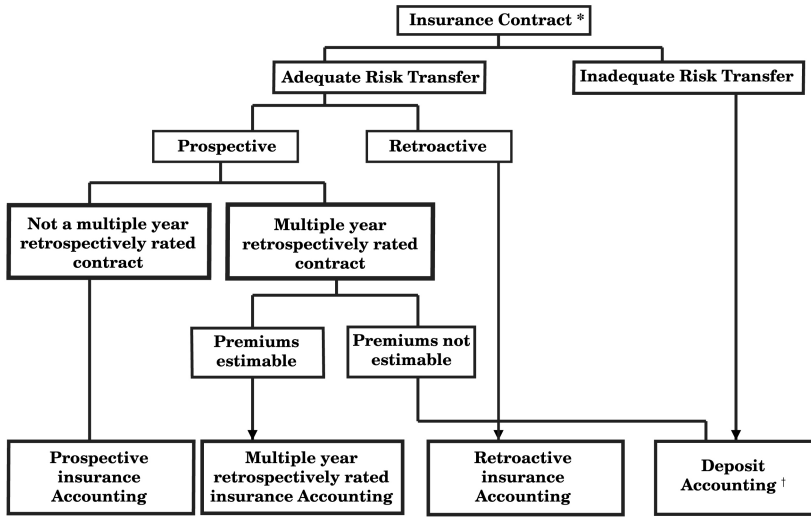 Insurance Contract *
Adequate Risk Transfer
Inadequate Risk Transfer
Prospective
Retroactive
Not a multiple year
retrospectively rated
contract
Multiple year
retrospectively rated
contract
Premiums
estimable
Premiums not
estimable
Prospective
insurance
Accounting
Multiple year
retrospectively rated
insurance Accounting
Retroactive
insurance
Accounting
Deposit
Accounting †